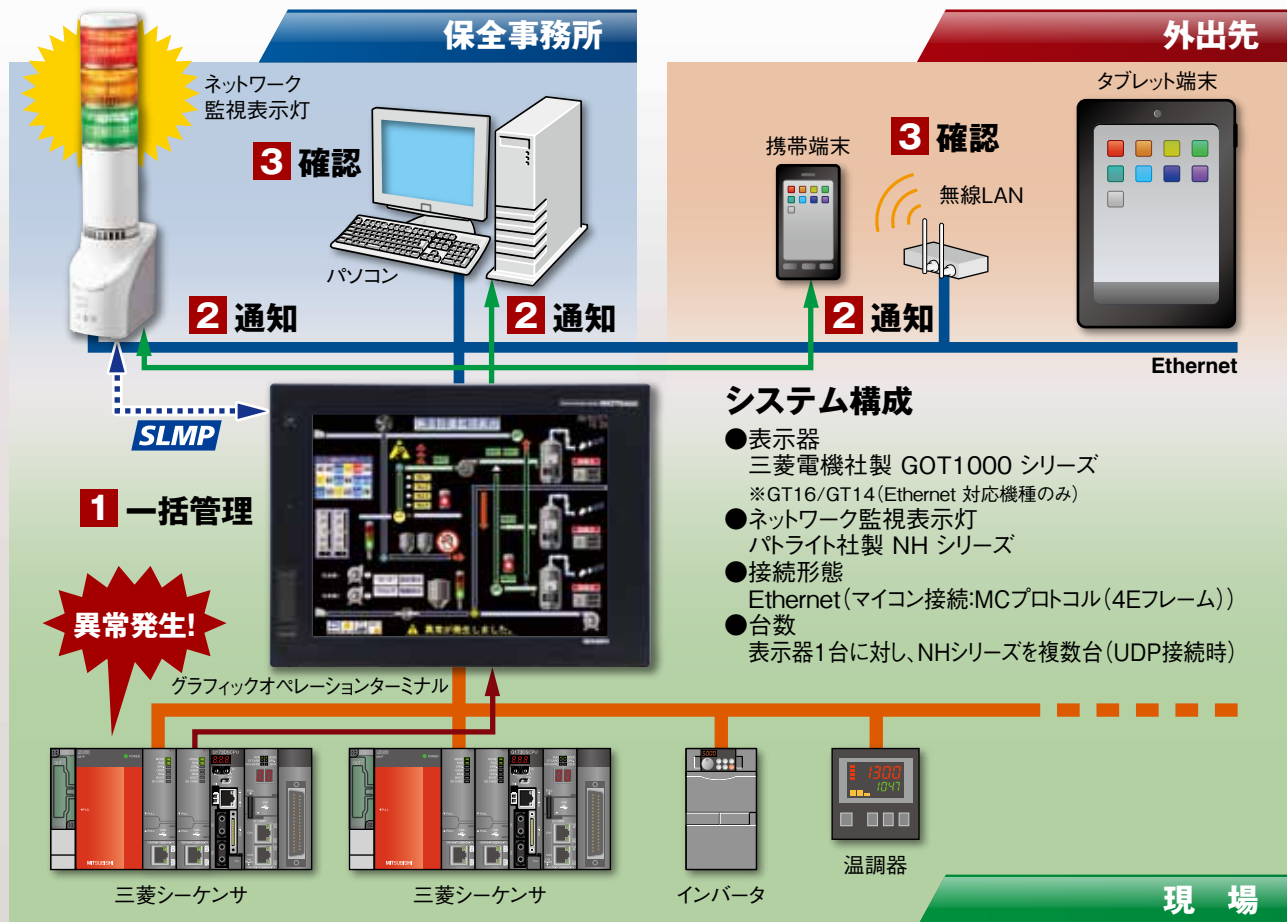 保全事務所
外出先
ネットワーク
監視表示灯
3 確認
パソコン
2 通知
2 通知
タブレット端末
携帯端末
3 確認
無線LAN
2 通知
Ethernet
SLMP
1 一括管理
異常発生!
グラフィックオペレーションターミナル
異常が発生しました。
システム構成
●表示器
三菱電機社製 GOT1000 シリーズ
※GT16/GT14(Ethernet 対応機種のみ)
●ネットワーク監視表示灯
パトライト社製 NH シリーズ
●接続形態
Ethernet(マイコン接続:MCプロトコル(4Eフレーム))
●台数
表示器1台に対し、NHシリーズを複数台(UDP接続時)
MITSUBISHI
三菱シーケンサ
MITSUBISHI
三菱シーケンサ
インバータ
1300
1047
温調器
現 場